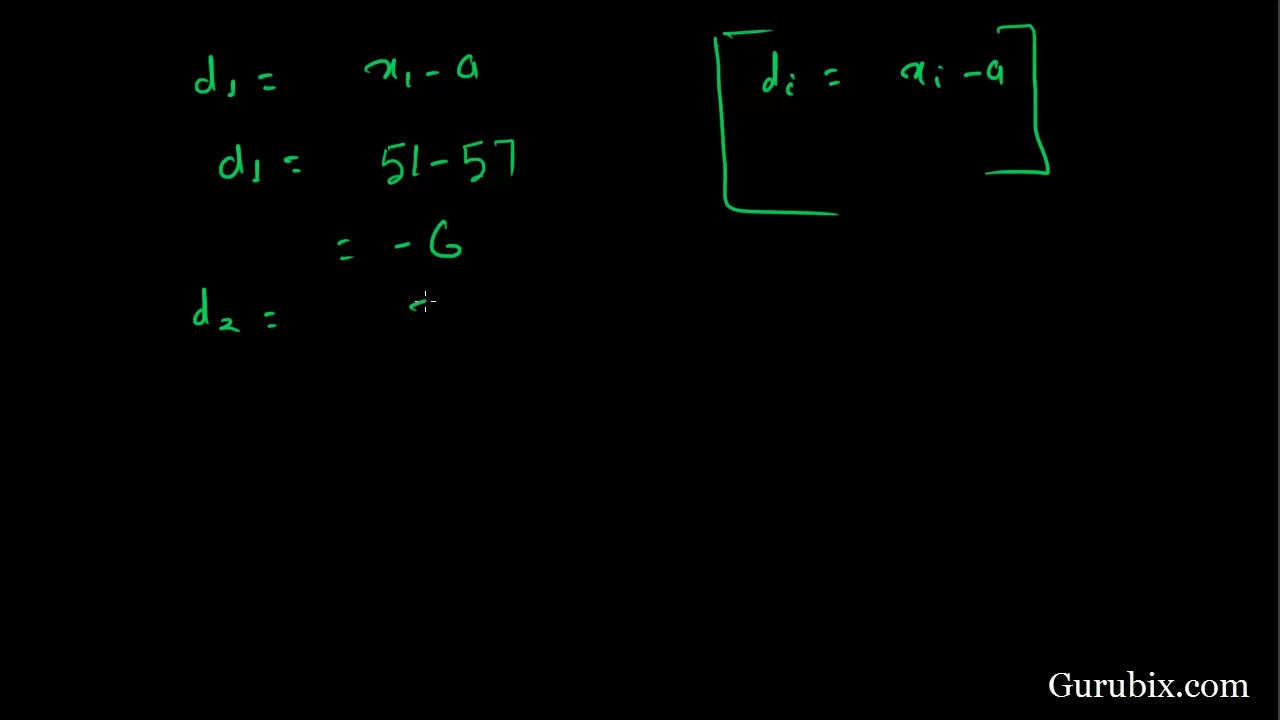 d₁ = x₁ - a
dᵢ = xᵢ - a
d₁ = 51 - 57
= - 6
d₂ =
Gurubix.com